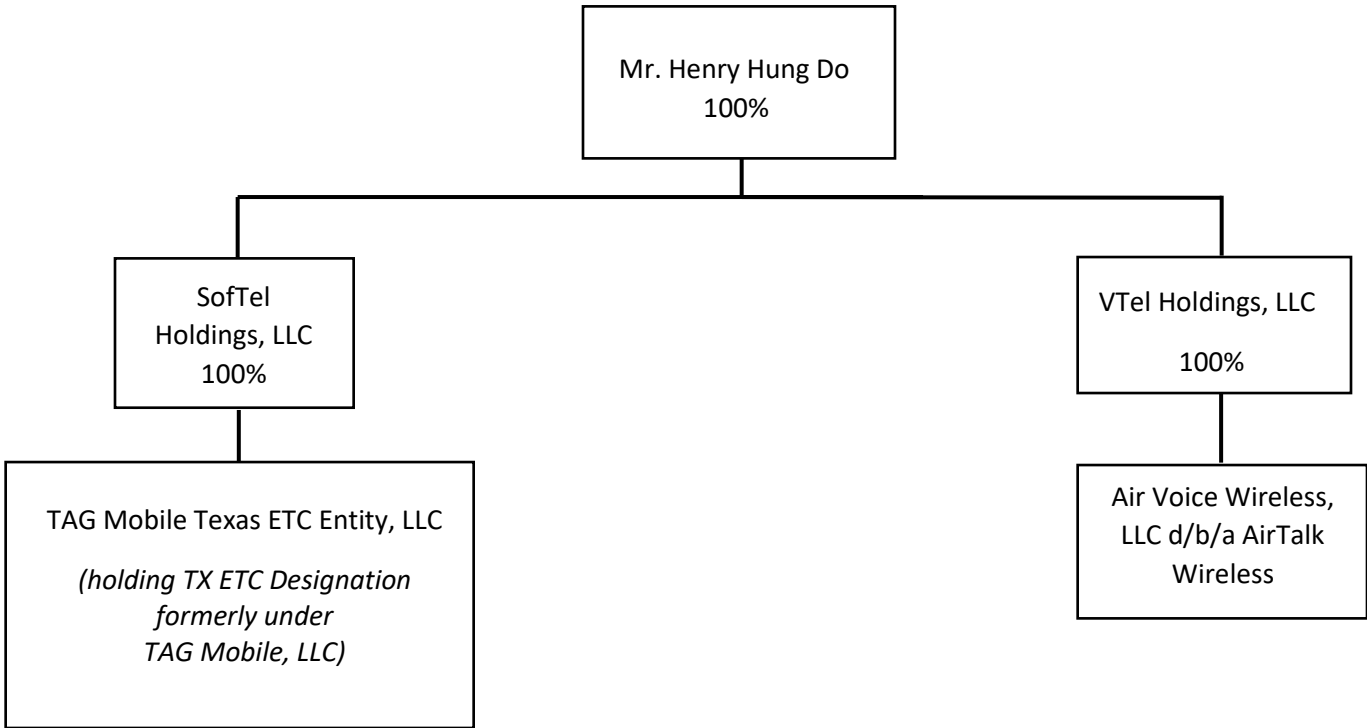 Mr. Henry Hung Do
100%
SofTel
Holdings, LLC
100%
VTel Holdings, LLC
100%
TAG Mobile Texas ETC Entity, LLC
(holding TX ETC Designation
formerly under
TAG Mobile, LLC)
Air Voice Wireless,
LLC d/b/a AirTalk
Wireless